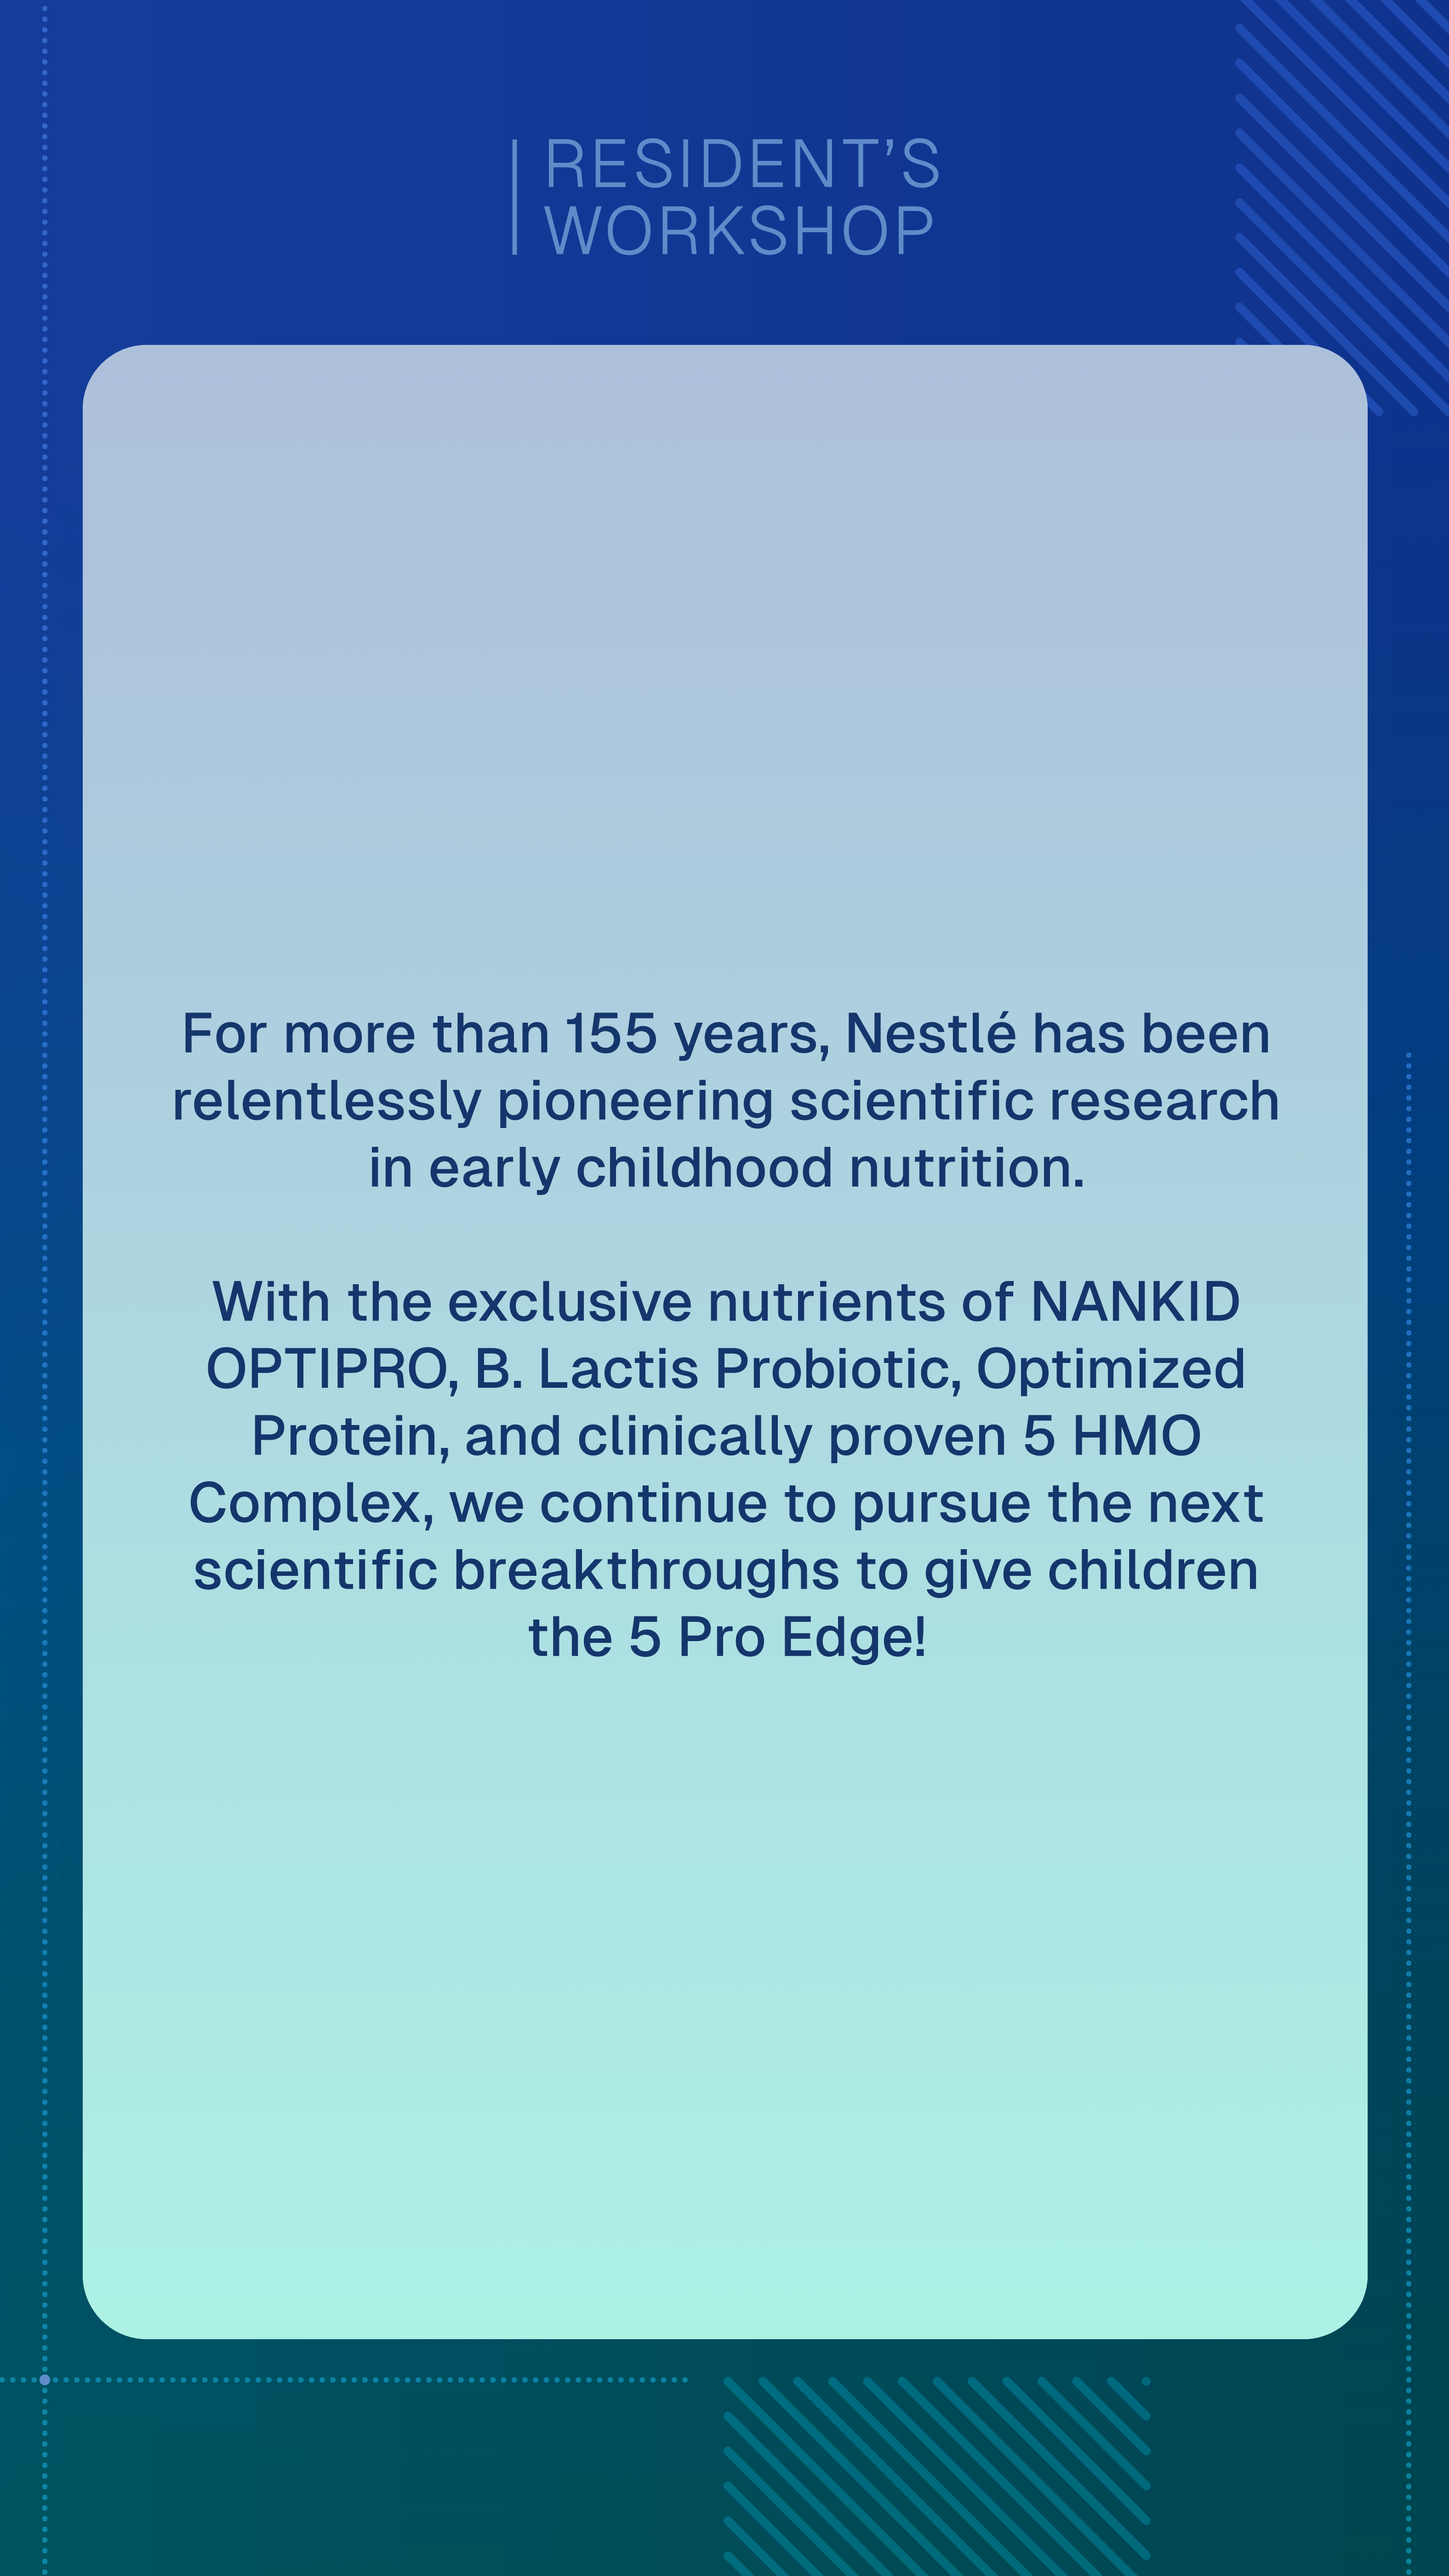 RESIDENT’S
WORKSHOP
For more than 155 years, Nestlé has been
relentlessly pioneering scientific research
in early childhood nutrition.
With the exclusive nutrients of NANKID
OPTIPRO, B. Lactis Probiotic, Optimized
Protein, and clinically proven 5 HMO
Complex, we continue to pursue the next
scientific breakthroughs to give children
the 5 Pro Edge!